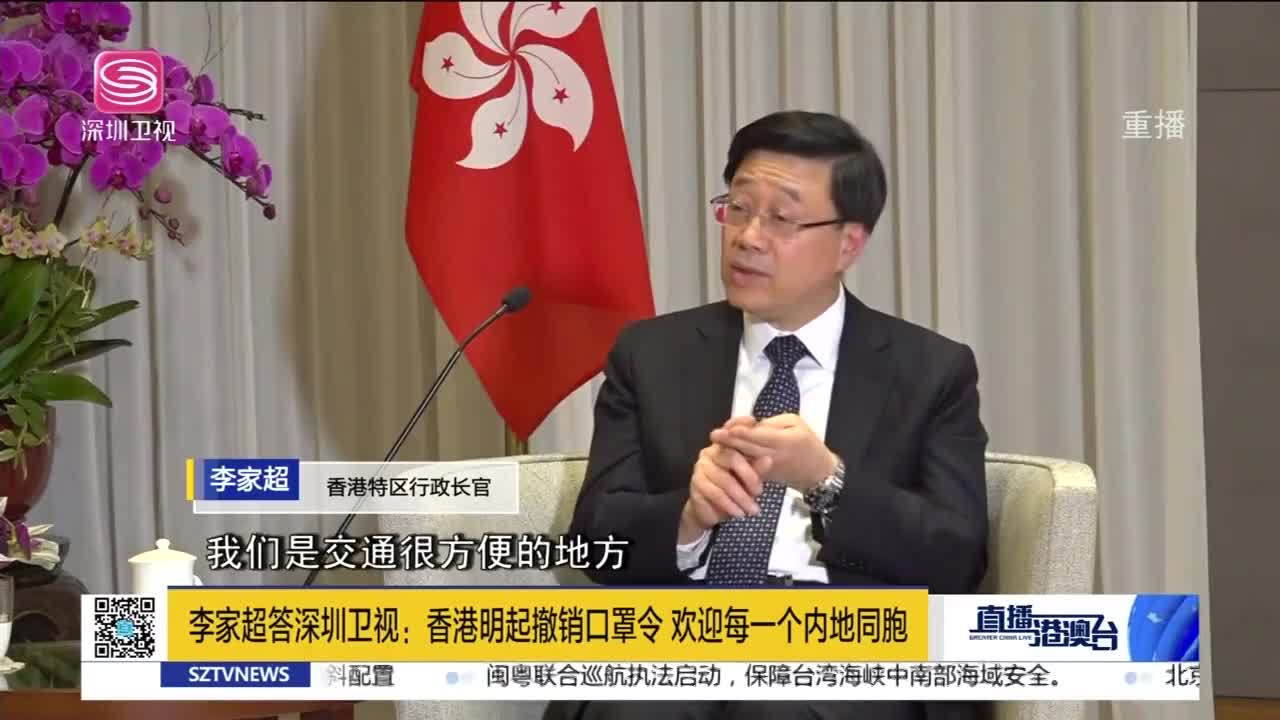 深圳卫视
重播
李家超
香港特区行政长官
我们是交通很方便的地方
李家超答深圳卫视：香港明起撤销口罩令 欢迎每一个内地同胞
直播港澳台
GREATER CHINA LIVE
SZTVNEWS
斜配置
闽粤联合巡航执法启动，保障台湾海峡中南部海域安全。
北京